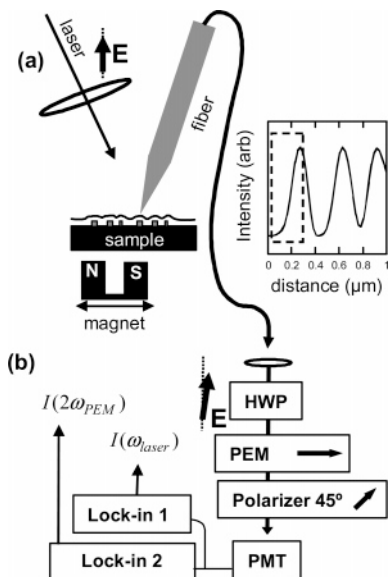 (a)
laser
E
fiber
sample
N S
magnet
Intensity (arb)
0 0.2 0.4 0.6 0.8 1
distance (μm)
(b)
I(2ω_PEM)
I(ω_laser)
E
HWP
PEM
Polarizer 45º
Lock-in 1
Lock-in 2
PMT